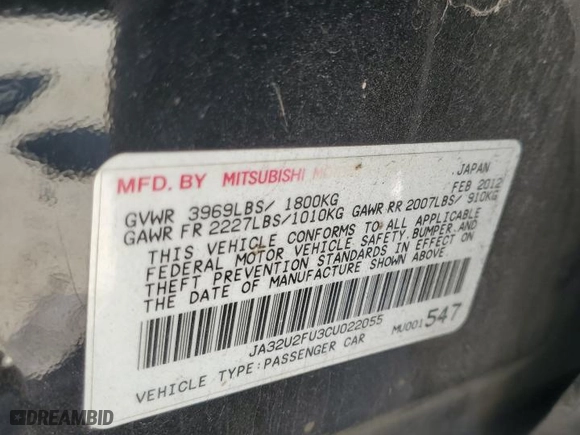 MFD. BY MITSUBISHI
JAPAN
FEB 2012
GVWR 3969LBS/ 1800KG
GAWR FR 2227LBS/1010KG GAWR RR 2007LBS/ 910KG
THIS VEHICLE CONFORMS TO ALL APPLICABLE
FEDERAL MOTOR VEHICLE SAFETY,BUMPER,AND
THEFT PREVENTION STANDARDS IN EFFECT ON
THE DATE OF MANUFACTURE SHOWN ABOVE.
JA32U2FU3CU022055
MU001547
VEHICLE TYPE:PASSENGER CAR
DREAMBID